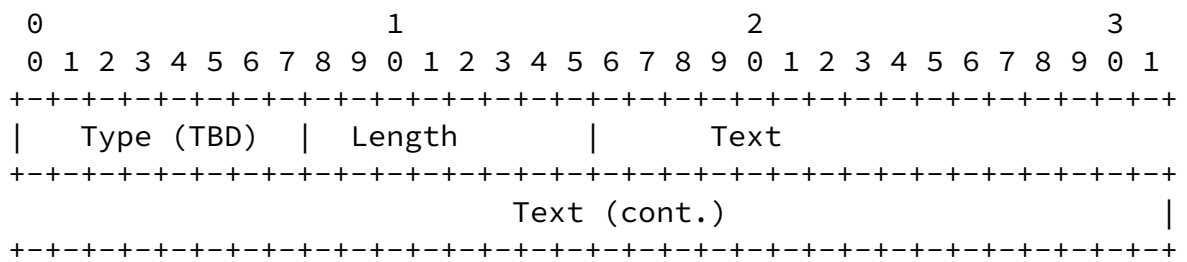 0                   1                   2                   3
 0 1 2 3 4 5 6 7 8 9 0 1 2 3 4 5 6 7 8 9 0 1 2 3 4 5 6 7 8 9 0 1
+-+-+-+-+-+-+-+-+-+-+-+-+-+-+-+-+-+-+-+-+-+-+-+-+-+-+-+-+-+-+-+-+
|   Type (TBD)  |  Length       |      Text
+-+-+-+-+-+-+-+-+-+-+-+-+-+-+-+-+-+-+-+-+-+-+-+-+-+-+-+-+-+-+-+-+
                            Text (cont.)                        |
+-+-+-+-+-+-+-+-+-+-+-+-+-+-+-+-+-+-+-+-+-+-+-+-+-+-+-+-+-+-+-+-+